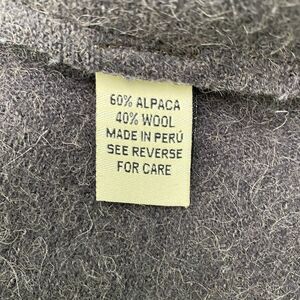 60% ALPACA
40% WOOL
MADE IN PERÚ
SEE REVERSE
FOR CARE